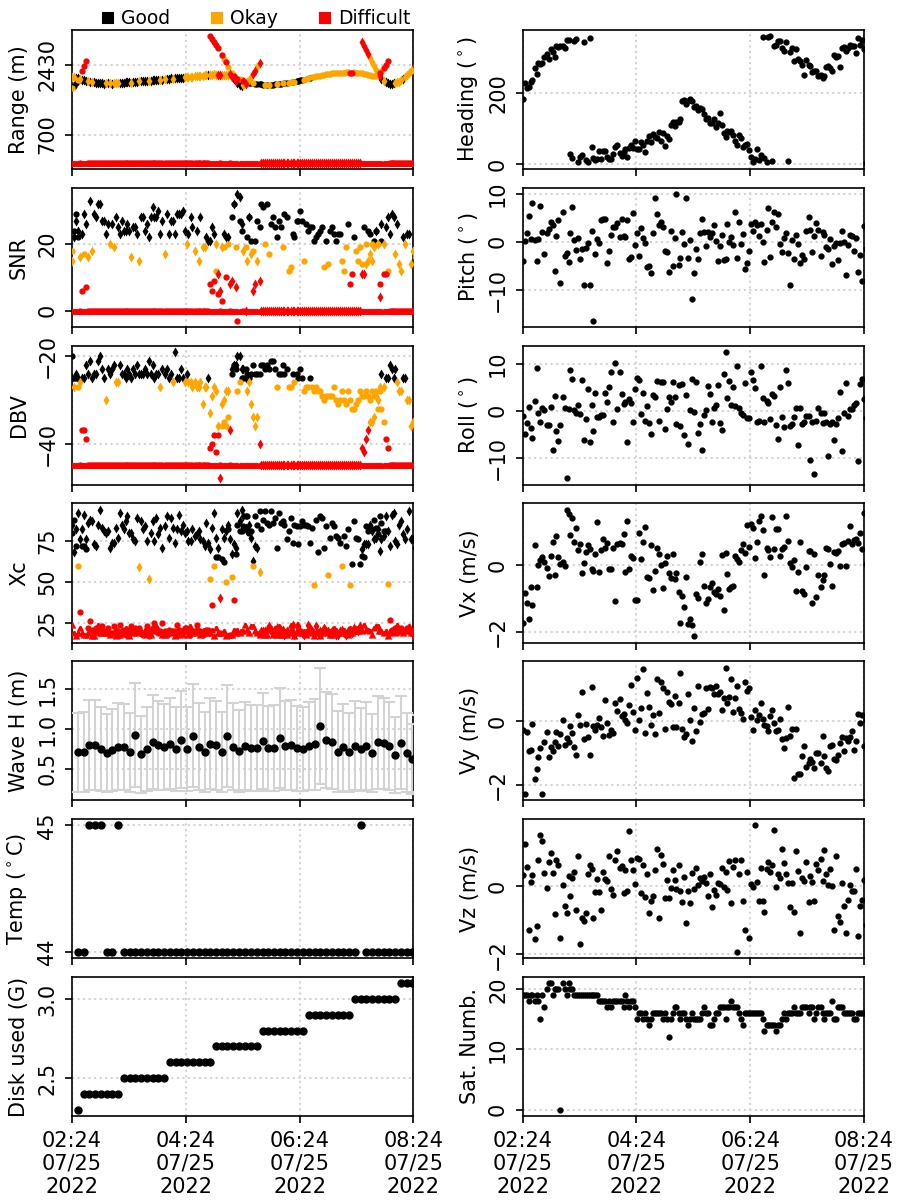 Good Okay Difficult
Range (m)
2430
700
Heading (°)
200
0
SNR
20
0
Pitch (°)
10
0
−10
DBV
−20
−40
Roll (°)
10
0
−10
Xc
75
50
25
Vx (m/s)
0
−2
Wave H (m)
1.5
1.0
0.5
Vy (m/s)
0
−2
Temp (°C)
45
44
Vz (m/s)
0
−2
Disk used (G)
3.0
2.5
Sat. Numb.
20
10
0
02:24 04:24 06:24 08:24 02:24 04:24 06:24 08:24
07/25 07/25 07/25 07/25 07/25 07/25 07/25 07/25
2022 2022 2022 2022 2022 2022 2022 2022